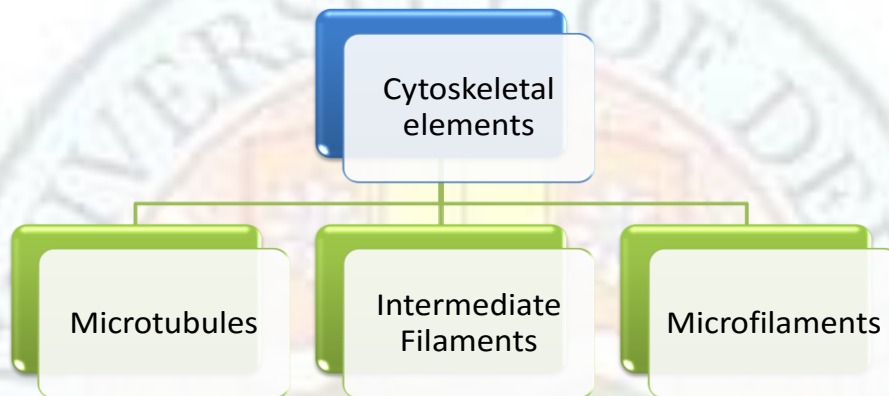 Cytoskeletal
elements
Microtubules
Intermediate
Filaments
Microfilaments